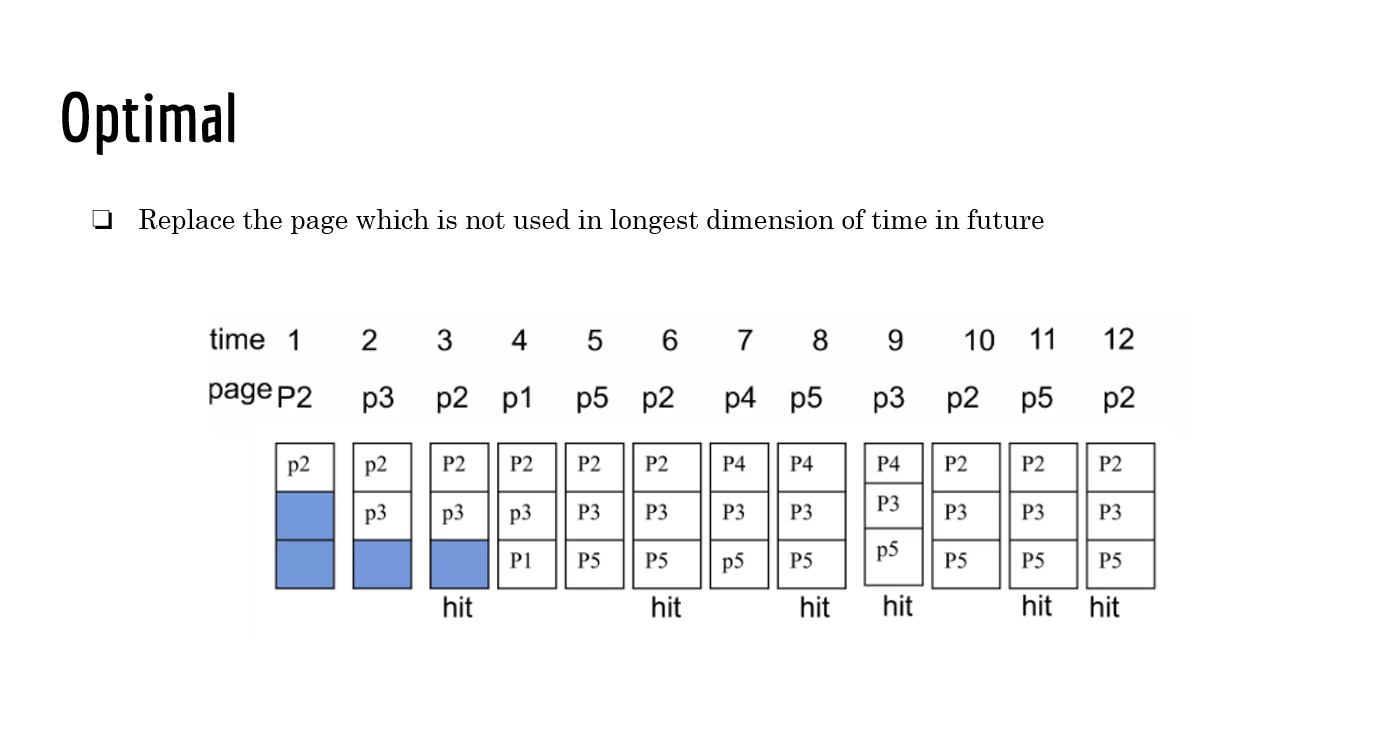 Optimal
❏ Replace the page which is not used in longest dimension of time in future
time 1 2 3 4 5 6 7 8 9 10 11 12
page P2 p3 p2 p1 p5 p2 p4 p5 p3 p2 p5 p2
p2 p2 P2 P2 P2 P2 P4 P4 P4 P2 P2 P2
p3 p3 p3 P3 P3 P3 P3 P3 P3 P3 P3
P1 P5 P5 p5 P5 p5 P5 P5 P5
hit hit hit hit hit hit